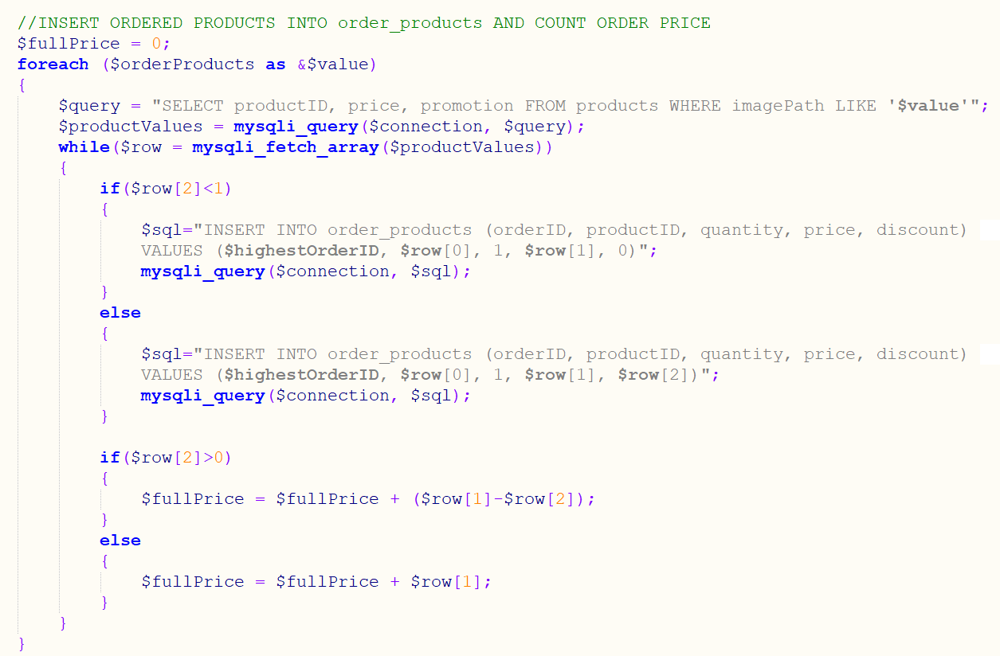 //INSERT ORDERED PRODUCTS INTO order_products AND COUNT ORDER PRICE
$fullPrice = 0;
foreach ($orderProducts as &$value)
{
    $query = "SELECT productID, price, promotion FROM products WHERE imagePath LIKE '$value'";
    $productValues = mysqli_query($connection, $query);
    while($row = mysqli_fetch_array($productValues))
    {
        if($row[2]<1)
        {
            $sql="INSERT INTO order_products (orderID, productID, quantity, price, discount)
            VALUES ($highestOrderID, $row[0], 1, $row[1], 0)";
            mysqli_query($connection, $sql);
        }
        else
        {
            $sql="INSERT INTO order_products (orderID, productID, quantity, price, discount)
            VALUES ($highestOrderID, $row[0], 1, $row[1], $row[2])";
            mysqli_query($connection, $sql);
        }

        if($row[2]>0)
        {
            $fullPrice = $fullPrice + ($row[1]-$row[2]);
        }
        else
        {
            $fullPrice = $fullPrice + $row[1];
        }
    }
}